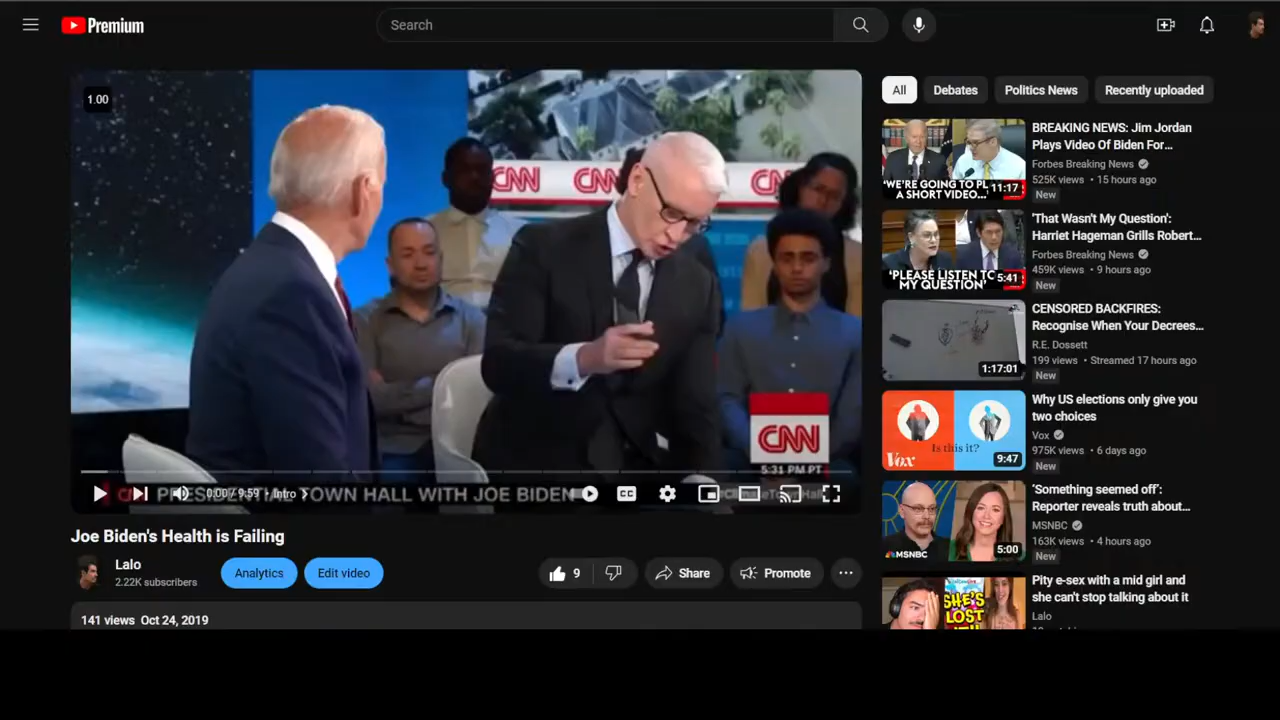 Premium
Search
1.00
CNN
CNN
CNN
CNN
5:31 PM PT
0:00 / 9:59 • Intro
TOWN HALL WITH JOE BIDEN
CC
Joe Biden's Health is Failing
Lalo
2.22K subscribers
Analytics
Edit video
9
Share
Promote
141 views Oct 24, 2019
All
Debates
Politics News
Recently uploaded
'WE'RE GOING TO PL
A SHORT VIDEO...
11:17
BREAKING NEWS: Jim Jordan
Plays Video Of Biden For...
Forbes Breaking News
525K views • 15 hours ago
New
'PLEASE LISTEN TO
MY QUESTION'
5:41
'That Wasn't My Question':
Harriet Hageman Grills Robert...
Forbes Breaking News
459K views • 9 hours ago
New
1:17:01
CENSORED BACKFIRES:
Recognise When Your Decrees...
R.E. Dossett
199 views • Streamed 17 hours ago
New
Is this it?
Vox
9:47
Why US elections only give you
two choices
Vox
975K views • 6 days ago
New
MSNBC
5:00
'Something seemed off':
Reporter reveals truth about...
MSNBC
163K views • 4 hours ago
New
SHE'S
LOST
Pity e-sex with a mid girl and
she can't stop talking about it
Lalo